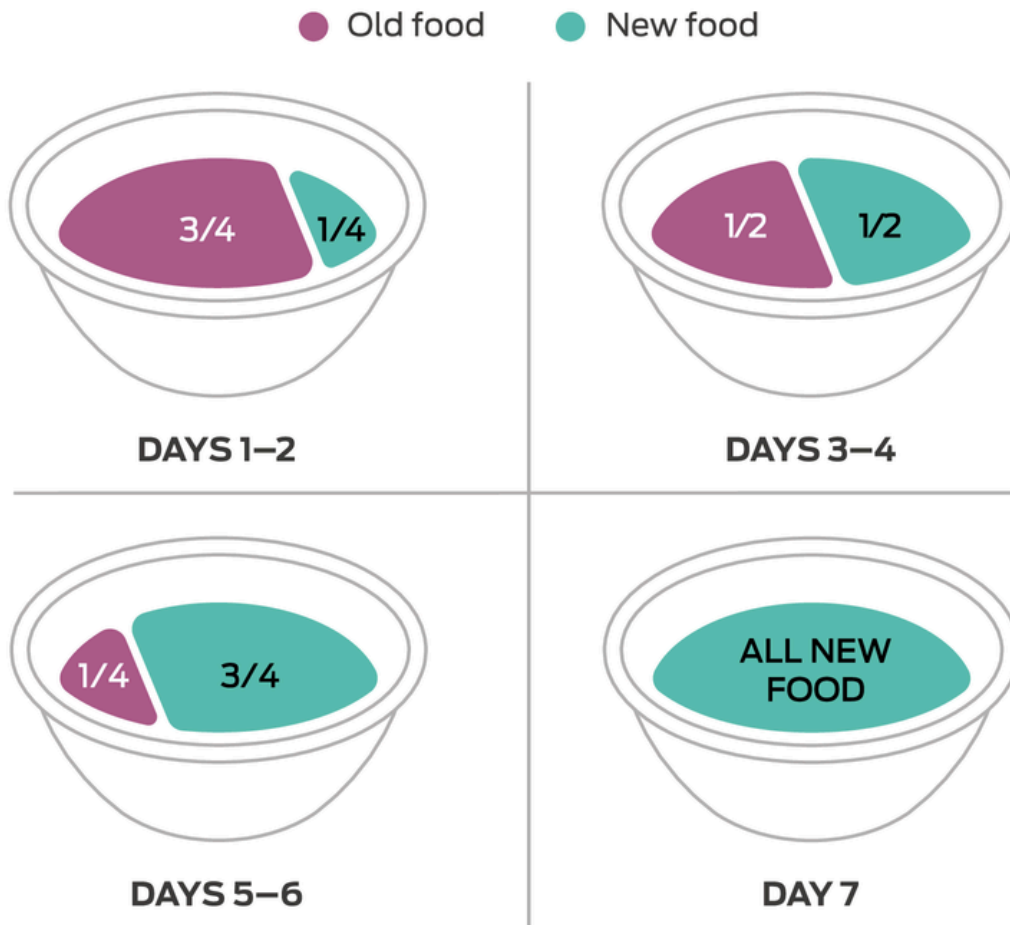 Old food
New food
3/4
1/4
DAYS 1–2
1/2
1/2
DAYS 3–4
1/4
3/4
DAYS 5–6
ALL NEW
FOOD
DAY 7